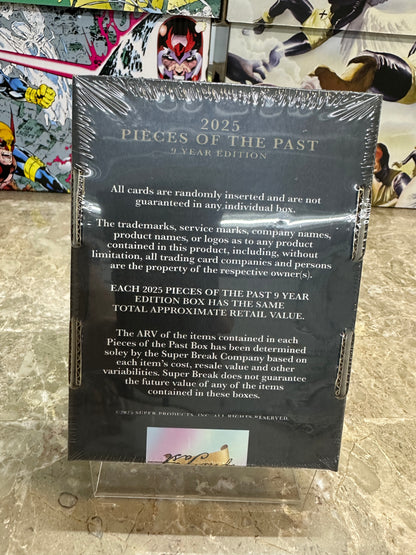 2025
PIECES OF THE PAST
9 YEAR EDITION
All cards are randomly inserted and are not
guaranteed in any individual box.
The trademarks, service marks, company names,
product names, or logos as to any product
contained in this product, including, without
limitation, all trading card companies and persons
are the property of the respective owner(s).
EACH 2025 PIECES OF THE PAST 9 YEAR
EDITION BOX HAS THE SAME
TOTAL APPROXIMATE RETAIL VALUE.
The ARV of the items contained in each
Pieces of the Past Box has been determined
soley by the Super Break Company based on
each item's cost, resale value and other
variabilities. Super Break does not guarantee
the future value of any of the items
contained in these boxes.
©2025 SUPER PRODUCTS, INC. ALL RIGHTS RESERVED.
Past